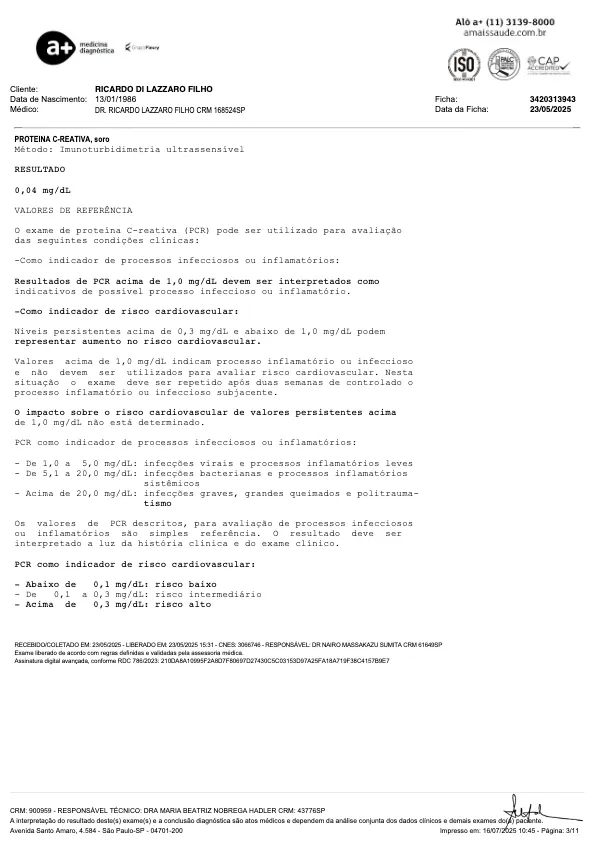 Alô a+ (11) 3139-8000
amaissaude.com.br
a+ medicina
diagnóstica
GrupoFleury
ISO
PALC
CAP
ACCREDITED
Cliente: RICARDO DI LAZZARO FILHO
Data de Nascimento: 13/01/1986 Ficha: 3420313943
Médico: DR. RICARDO LAZZARO FILHO CRM 168524SP Data da Ficha: 23/05/2025
PROTEINA C-REATIVA, soro
Método: Imunoturbidimetria ultrassensível
RESULTADO
0,04 mg/dL
VALORES DE REFERÊNCIA
O exame de proteína C-reativa (PCR) pode ser utilizado para avaliação
das seguintes condições clínicas:
-Como indicador de processos infecciosos ou inflamatórios:
Resultados de PCR acima de 1,0 mg/dL devem ser interpretados como
indicativos de possível processo infeccioso ou inflamatório.
-Como indicador de risco cardiovascular:
Níveis persistentes acima de 0,3 mg/dL e abaixo de 1,0 mg/dL podem
representar aumento no risco cardiovascular.
Valores acima de 1,0 mg/dL indicam processo inflamatório ou infeccioso
e não devem ser utilizados para avaliar risco cardiovascular. Nesta
situação o exame deve ser repetido após duas semanas de controlado o
processo inflamatório ou infeccioso subjacente.
O impacto sobre o risco cardiovascular de valores persistentes acima
de 1,0 mg/dL não está determinado.
PCR como indicador de processos infecciosos ou inflamatórios:
- De 1,0 a 5,0 mg/dL: infecções virais e processos inflamatórios leves
- De 5,1 a 20,0 mg/dL: infecções bacterianas e processos inflamatórios
sistêmicos
- Acima de 20,0 mg/dL: infecções graves, grandes queimados e politrauma-
tismo
Os valores de PCR descritos, para avaliação de processos infecciosos
ou inflamatórios são simples referência. O resultado deve ser
interpretado a luz da história clínica e do exame clínico.
PCR como indicador de risco cardiovascular:
- Abaixo de 0,1 mg/dL: risco baixo
- De 0,1 a 0,3 mg/dL: risco intermediário
- Acima de 0,3 mg/dL: risco alto
RECEBIDO/COLETADO EM: 23/05/2025 - LIBERADO EM: 23/05/2025 15:31 - CNES: 3066746 - RESPONSÁVEL: DR NAIRO MASSAKAZU SUMITA CRM 61649SP
Exame liberado de acordo com regras definidas e validadas pela assessoria médica.
Assinatura digital avançada, conforme RDC 786/2023: 210DA8A10995F2A8D7F80697D27430C5C03153D97A25FA18A719F38C4157B9E7
CRM: 900959 - RESPONSÁVEL TÉCNICO: DRA MARIA BEATRIZ NOBREGA HADLER CRM: 43776SP
A interpretação do resultado deste(s) exame(s) e a conclusão diagnóstica são atos médicos e dependem da análise conjunta dos dados clínicos e demais exames do(a) paciente.
Avenida Santo Amaro, 4.584 - São Paulo-SP - 04701-200 Impresso em: 16/07/2025 10:45 - Página: 3/11